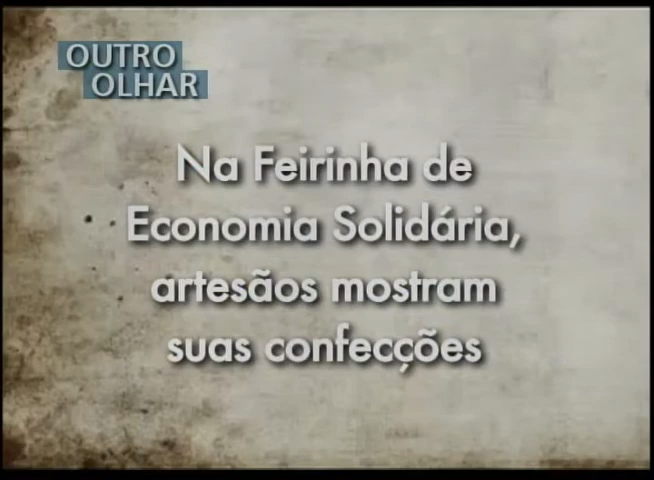 OUTRO
OLHAR
Na Feirinha de
Economia Solidária,
artesãos mostram
suas confecções